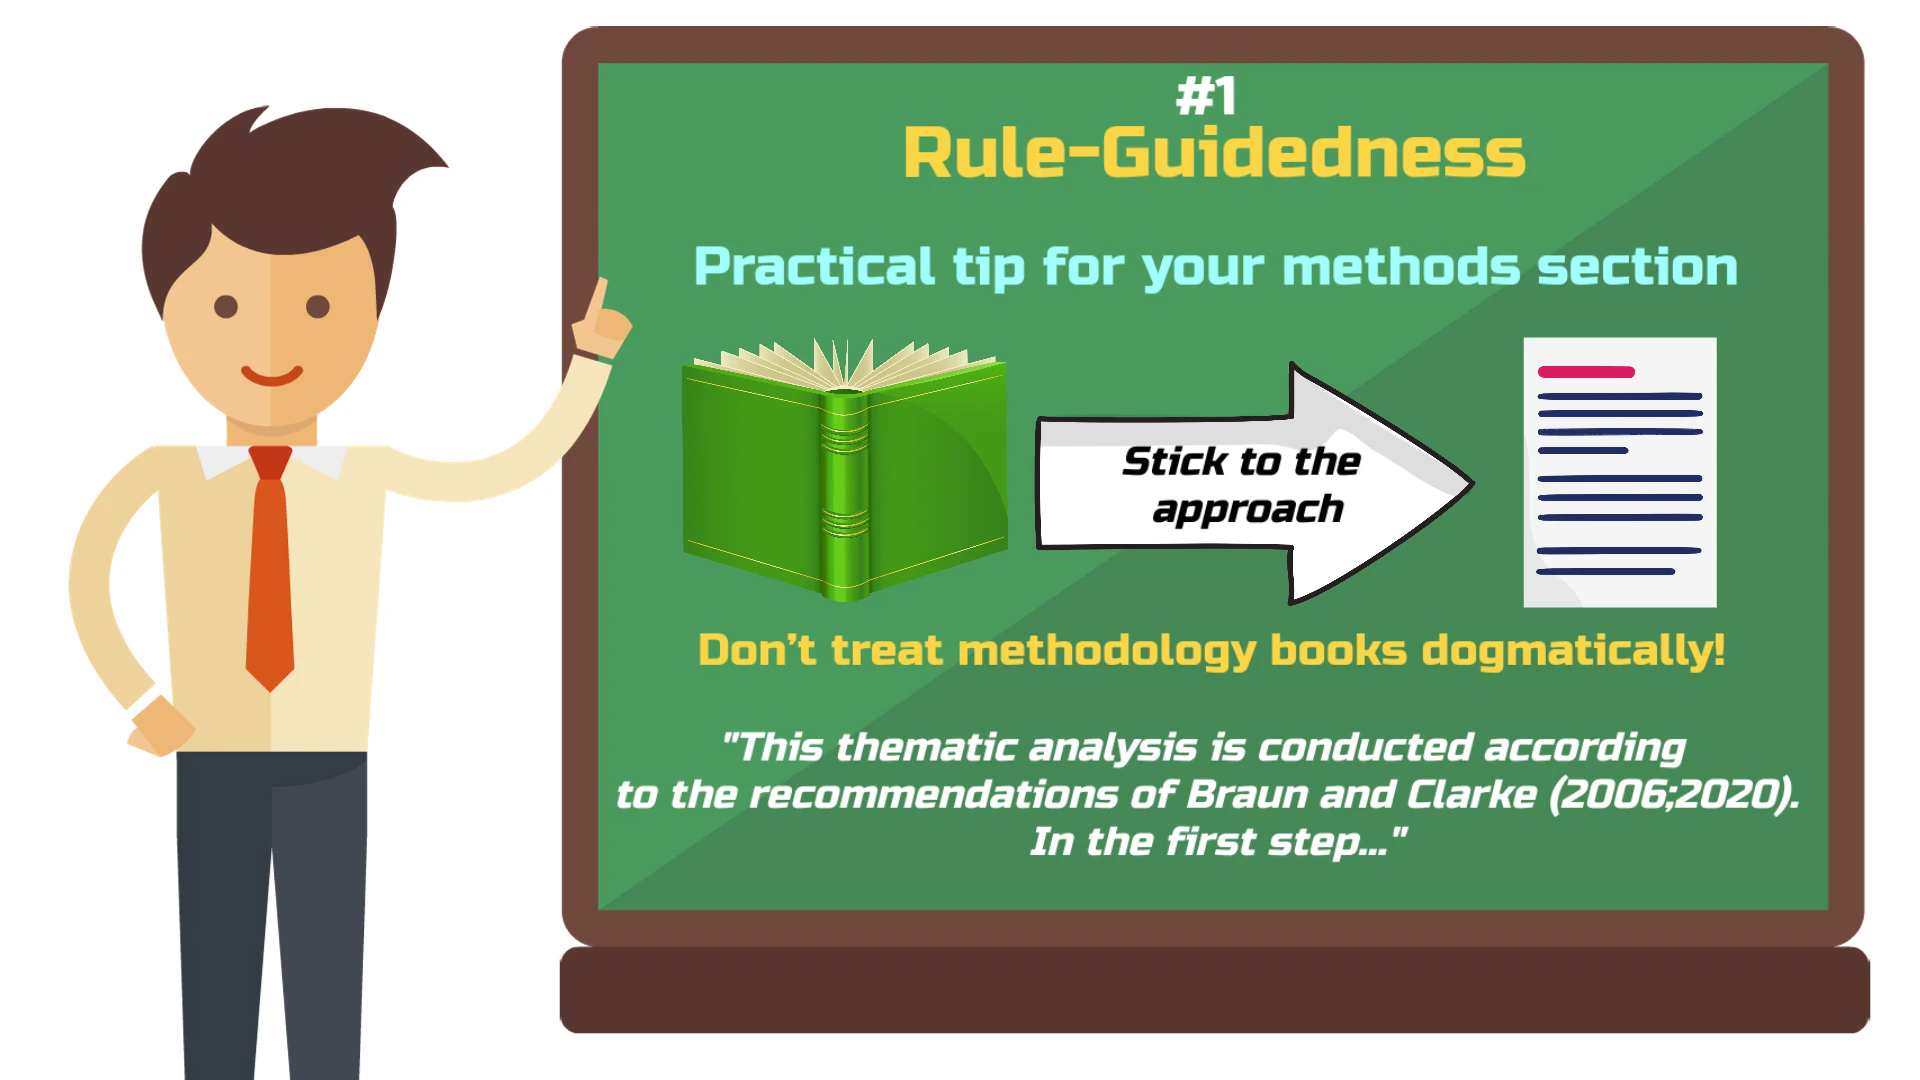 #1
Rule-Guidedness
Practical tip for your methods section
Stick to the
approach
Don’t treat methodology books dogmatically!
"This thematic analysis is conducted according
to the recommendations of Braun and Clarke (2006;2020).
In the first step..."